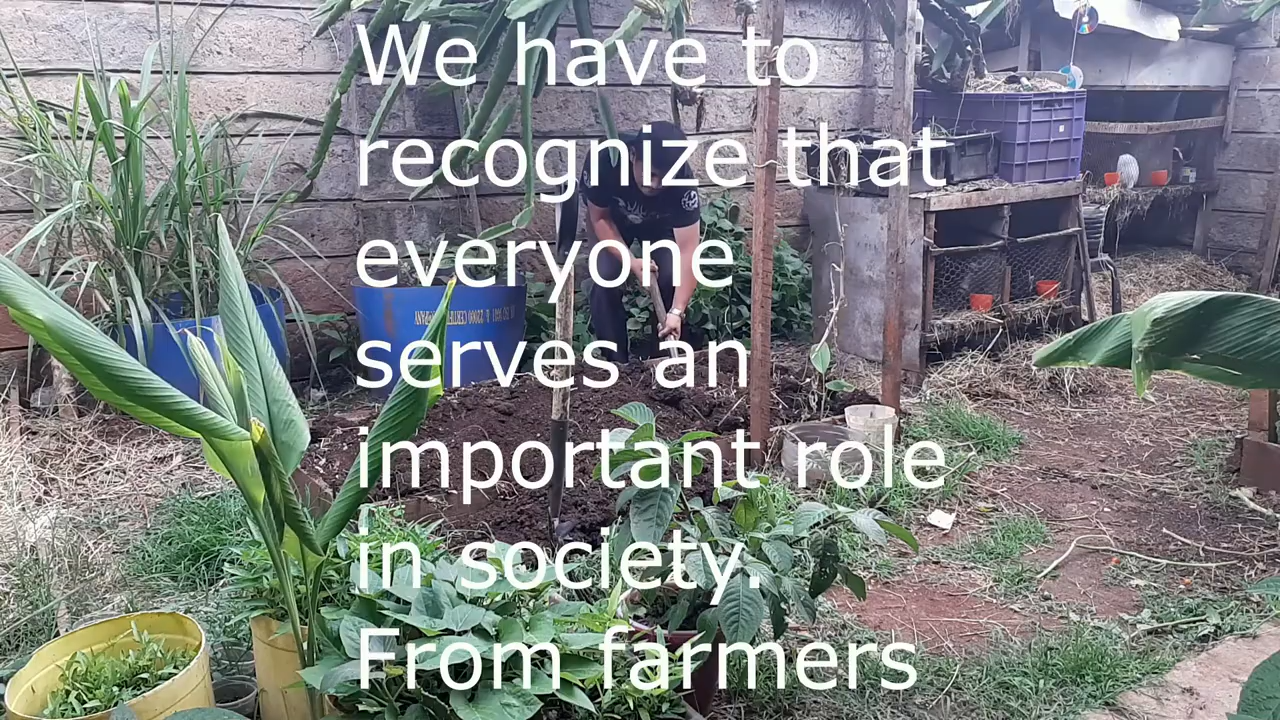 We have to
recognize that
everyone
serves an
important role
in society.
From farmers